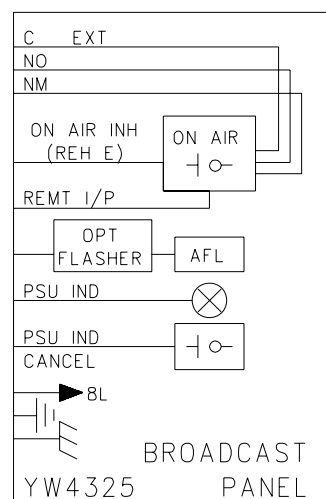 C EXT
NO
NM
ON AIR INH
(REH E)
ON AIR
REMT I/P
OPT
FLASHER
AFL
PSU IND
PSU IND
CANCEL
8L
BROADCAST
YW4325 PANEL